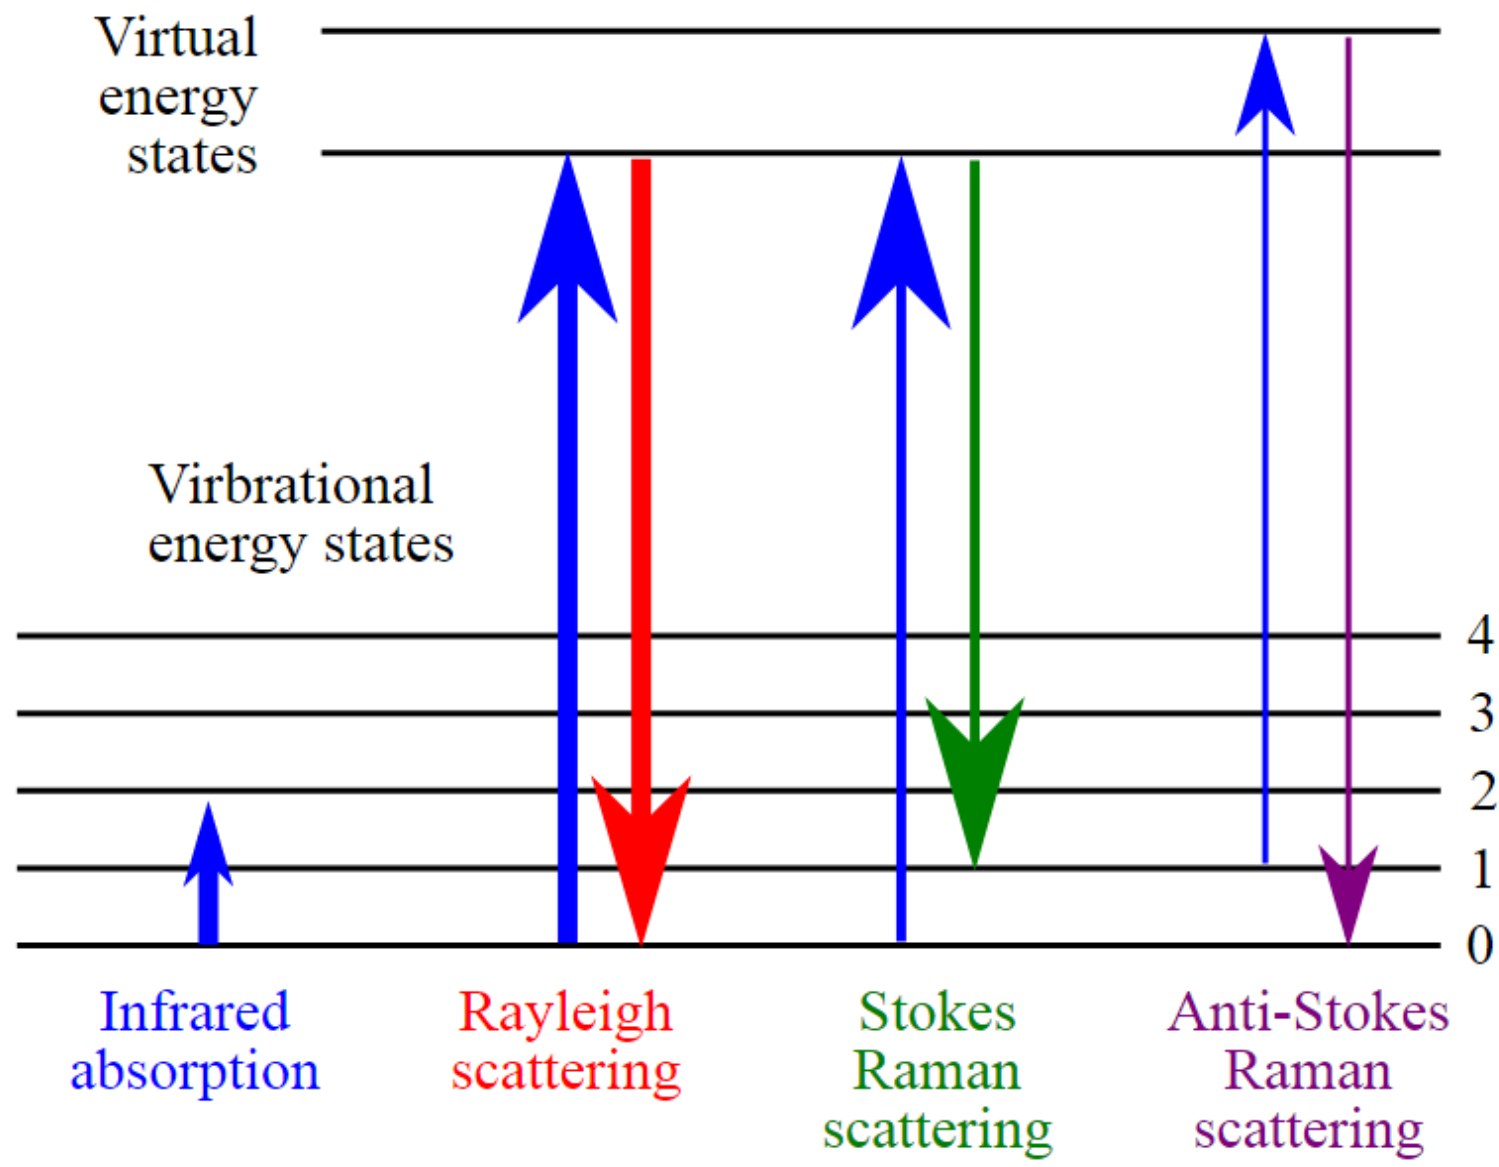 Virtual
energy
states
Virbrational
energy states
4
3
2
1
0
Infrared
absorption
Rayleigh
scattering
Stokes
Raman
scattering
Anti-Stokes
Raman
scattering